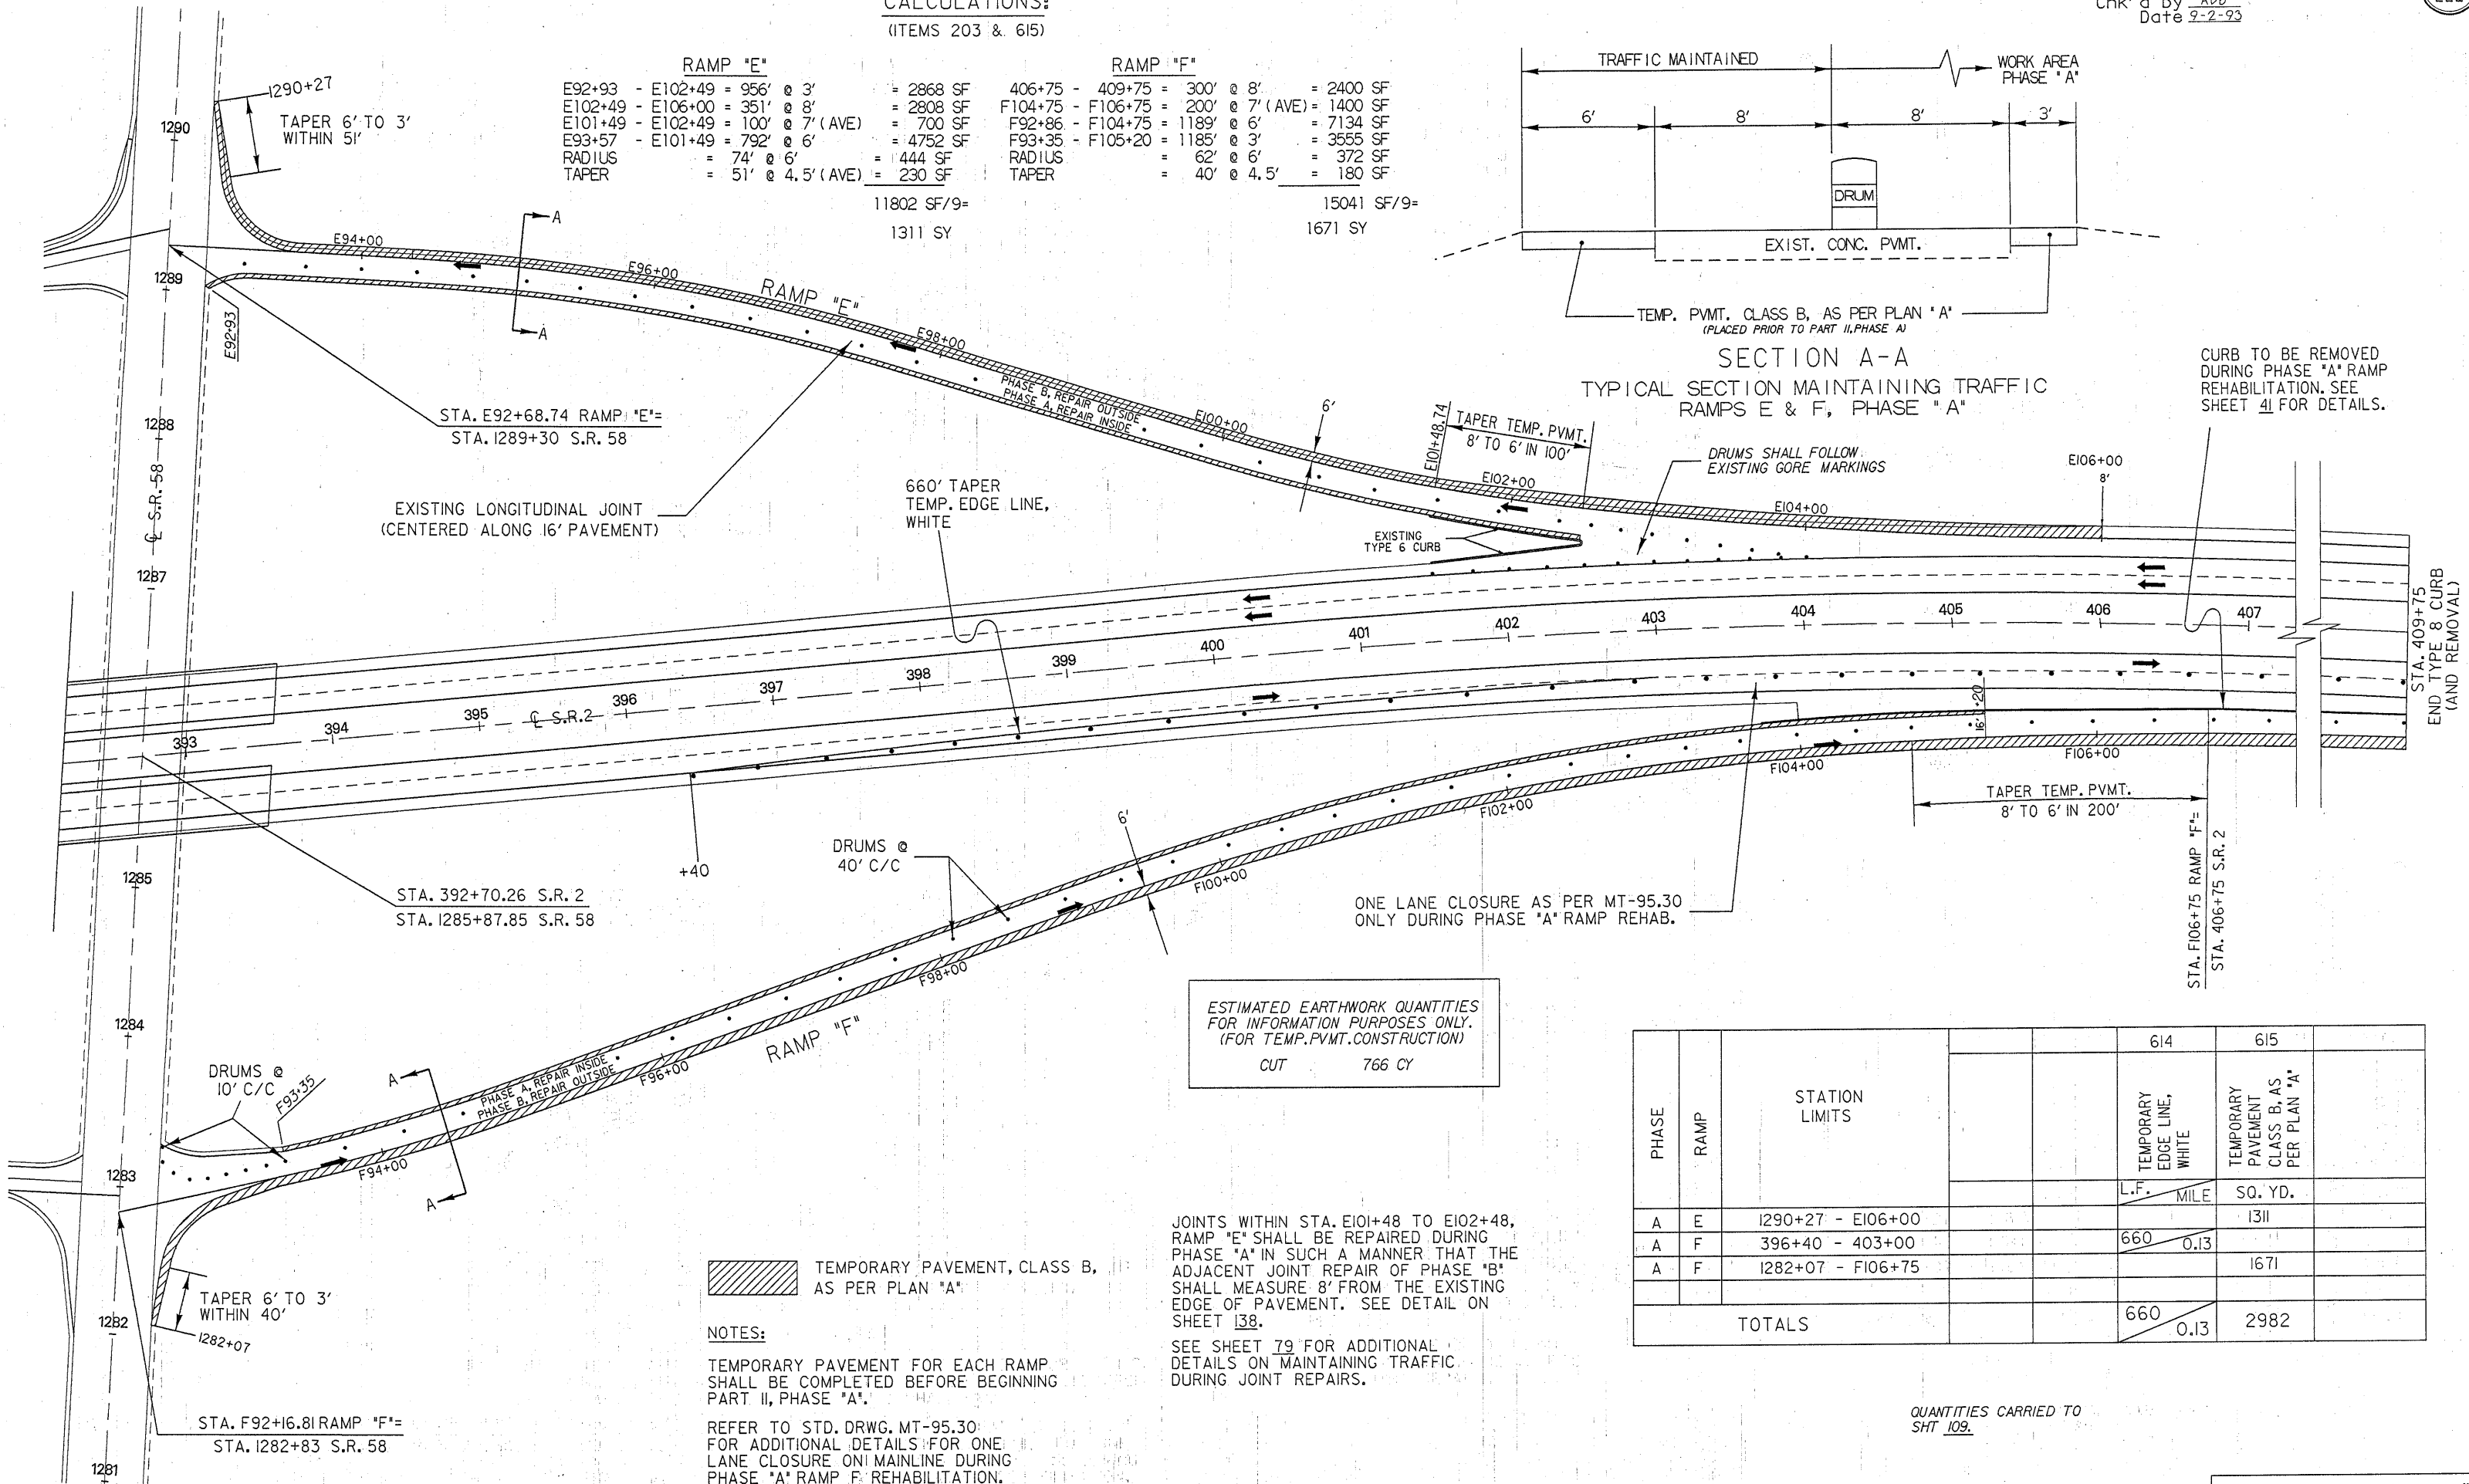 CALCULATIONS:
(ITEMS 203 & 615)
Chk'd By
Date 9-2-93
RAMP "E"
E92+93 - E102+49 = 956' @ 3' = 2868 SF
E102+49 - E106+00 = 351' @ 8' = 2808 SF
E101+49 - E102+49 = 100' @ 7' (AVE) = 700 SF
E93+57 - E101+49 = 792' @ 6' = 4752 SF
RADIUS = 74' @ 6' = 444 SF
TAPER = 51' @ 4.5' (AVE) = 230 SF
11802 SF/9=
1311 SY
RAMP "F"
406+75 - 409+75 = 300' @ 8' = 2400 SF
F104+75 - F106+75 = 200' @ 7' (AVE) = 1400 SF
F92+86 - F104+75 = 1189' @ 6' = 7134 SF
F93+35 - F105+20 = 1185' @ 3' = 3555 SF
RADIUS = 62' @ 6' = 372 SF
TAPER = 40' @ 4.5' = 180 SF
15041 SF/9=
1671 SY
TRAFFIC MAINTAINED
WORK AREA
PHASE "A"
6' 8' 8' 3'
DRUM
EXIST. CONC. PVMT.
TEMP. PVMT. CLASS B, AS PER PLAN "A"
(PLACED PRIOR TO PART II, PHASE A)
SECTION A-A
TYPICAL SECTION MAINTAINING TRAFFIC
RAMPS E & F, PHASE "A"
CURB TO BE REMOVED
DURING PHASE "A" RAMP
REHABILITATION. SEE
SHEET 41 FOR DETAILS.
1290+27
TAPER 6' TO 3'
WITHIN 51'
1290
1289
1288
1287
1285
1284
1283
1282
1281
℄ S.R. 58
E92+93
A
A
E94+00
E96+00
RAMP "E"
E98+00
E100+00
PHASE B, REPAIR OUTSIDE
PHASE A, REPAIR INSIDE
6'
E101+48.74
TAPER TEMP. PVMT.
8' TO 6' IN 100'
E102+00
DRUMS SHALL FOLLOW
EXISTING GORE MARKINGS
E104+00
E106+00
8'
STA. E92+68.74 RAMP "E"=
STA. 1289+30 S.R. 58
EXISTING LONGITUDINAL JOINT
(CENTERED ALONG 16' PAVEMENT)
660' TAPER
TEMP. EDGE LINE,
WHITE
EXISTING
TYPE 6 CURB
393 394 395 ℄ S.R.2 396 397 398 399 400 401 402 403 404 405 406 407
STA. 409+75
END TYPE 8 CURB
(AND REMOVAL)
STA. 392+70.26 S.R. 2
STA. 1285+87.85 S.R. 58
+40
DRUMS @
40' C/C
6'
16'
+20
F104+00
F106+00
TAPER TEMP. PVMT.
8' TO 6' IN 200'
STA. F106+75 RAMP "F"=
STA. 406+75 S.R. 2
F102+00
F100+00
F98+00
F96+00
F94+00
RAMP "F"
ONE LANE CLOSURE AS PER MT-95.30
ONLY DURING PHASE "A" RAMP REHAB.
PHASE A, REPAIR INSIDE
PHASE B, REPAIR OUTSIDE
DRUMS @
10' C/C
F93+35
A
A
ESTIMATED EARTHWORK QUANTITIES
FOR INFORMATION PURPOSES ONLY.
(FOR TEMP.PVMT.CONSTRUCTION)
CUT 766 CY
TAPER 6' TO 3'
WITHIN 40'
1282+07
STA. F92+16.81 RAMP "F"=
STA. 1282+83 S.R. 58
TEMPORARY PAVEMENT, CLASS B,
AS PER PLAN "A"
NOTES:
TEMPORARY PAVEMENT FOR EACH RAMP
SHALL BE COMPLETED BEFORE BEGINNING
PART II, PHASE "A".
REFER TO STD. DRWG. MT-95.30
FOR ADDITIONAL DETAILS FOR ONE
LANE CLOSURE ON MAINLINE DURING
PHASE "A" RAMP F REHABILITATION.
JOINTS WITHIN STA. E101+48 TO E102+48,
RAMP "E" SHALL BE REPAIRED DURING
PHASE "A" IN SUCH A MANNER THAT THE
ADJACENT JOINT REPAIR OF PHASE "B"
SHALL MEASURE 8' FROM THE EXISTING
EDGE OF PAVEMENT. SEE DETAIL ON
SHEET 138.
SEE SHEET 79 FOR ADDITIONAL
DETAILS ON MAINTAINING TRAFFIC
DURING JOINT REPAIRS.
614 615
PHASE
RAMP
STATION
LIMITS
TEMPORARY
EDGE LINE,
WHITE
TEMPORARY
PAVEMENT
CLASS B, AS
PER PLAN "A"
L.F. MILE SQ. YD.
A E 1290+27 - E106+00 1311
A F 396+40 - 403+00 660 0.13
A F 1282+07 - F106+75 1671
TOTALS 660 0.13 2982
QUANTITIES CARRIED TO
SHT 109.